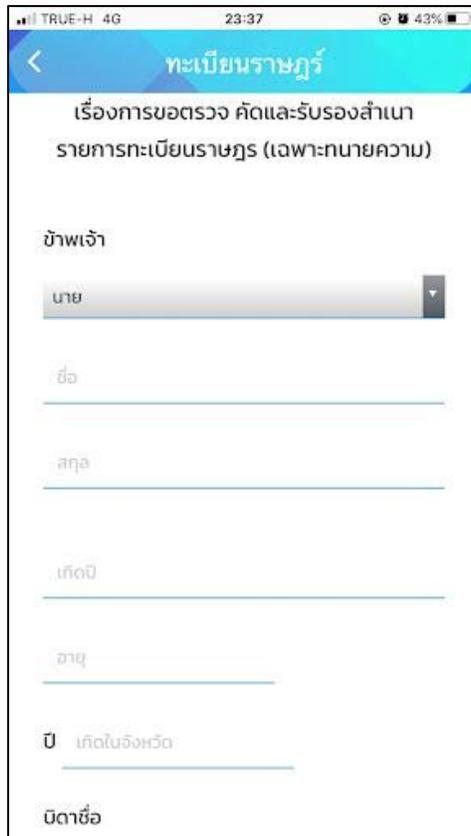 TRUE-H 4G 23:37 43%
ทะเบียนราษฎร์
เรื่องการขอตรวจ คัดและรับรองสำเนา
รายการทะเบียนราษฎร (เฉพาะทนายความ)
ข้าพเจ้า
นาย
ชื่อ
สกุล
เกิดปี
อายุ
ปี เกิดในจังหวัด
บิดาชื่อ